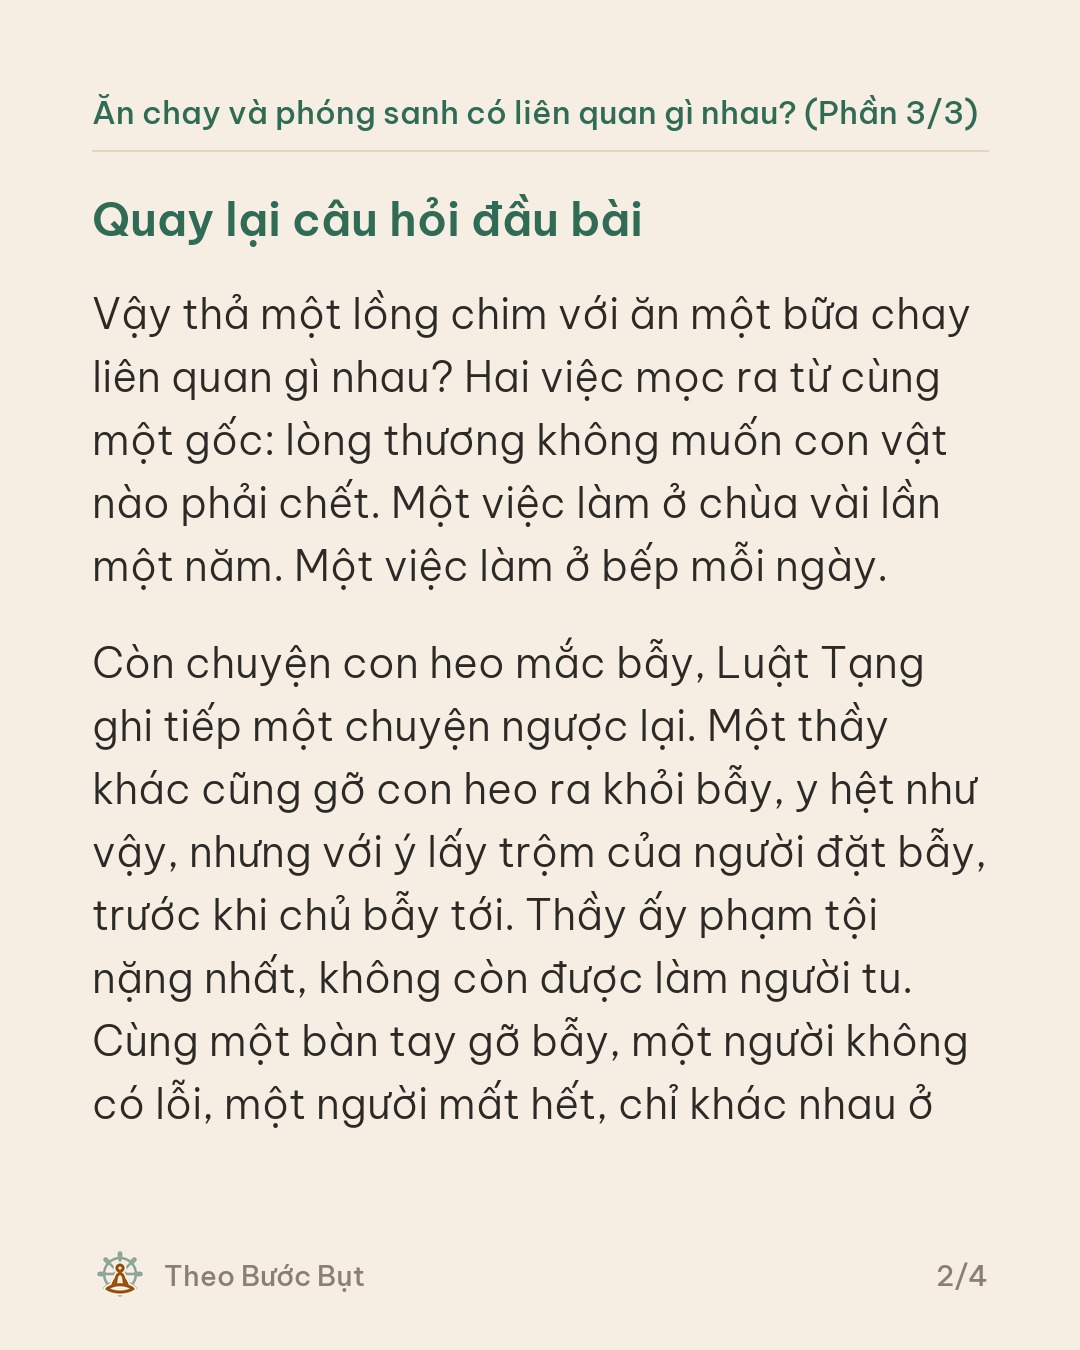 Ăn chay và phóng sanh có liên quan gì nhau? (Phần 3/3)
Quay lại câu hỏi đầu bài
Vậy thả một lồng chim với ăn một bữa chay
liên quan gì nhau? Hai việc mọc ra từ cùng
một gốc: lòng thương không muốn con vật
nào phải chết. Một việc làm ở chùa vài lần
một năm. Một việc làm ở bếp mỗi ngày.
Còn chuyện con heo mắc bẫy, Luật Tạng
ghi tiếp một chuyện ngược lại. Một thầy
khác cũng gỡ con heo ra khỏi bẫy, y hệt như
vậy, nhưng với ý lấy trộm của người đặt bẫy,
trước khi chủ bẫy tới. Thầy ấy phạm tội
nặng nhất, không còn được làm người tu.
Cùng một bàn tay gỡ bẫy, một người không
có lỗi, một người mất hết, chỉ khác nhau ở
Theo Bước Bụt
2/4